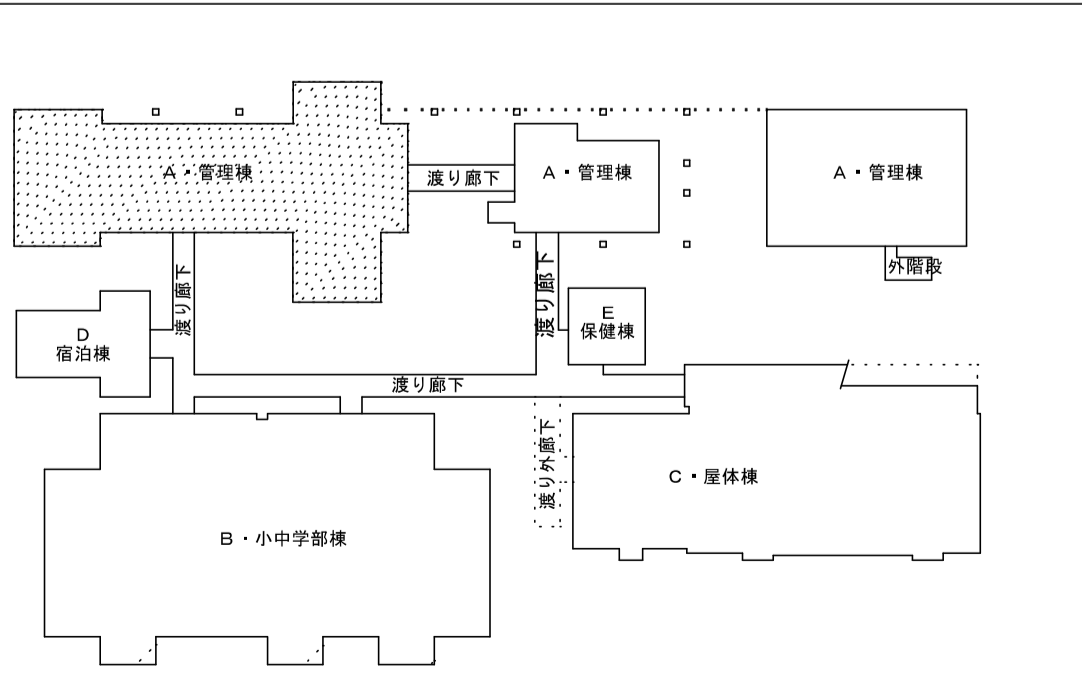 A・管理棟
渡り廊下
A・管理棟
A・管理棟
外階段
渡り廊下
渡り廊下
D
宿泊棟
E
保健棟
渡り廊下
渡り外廊下
C・屋体棟
B・小中学部棟